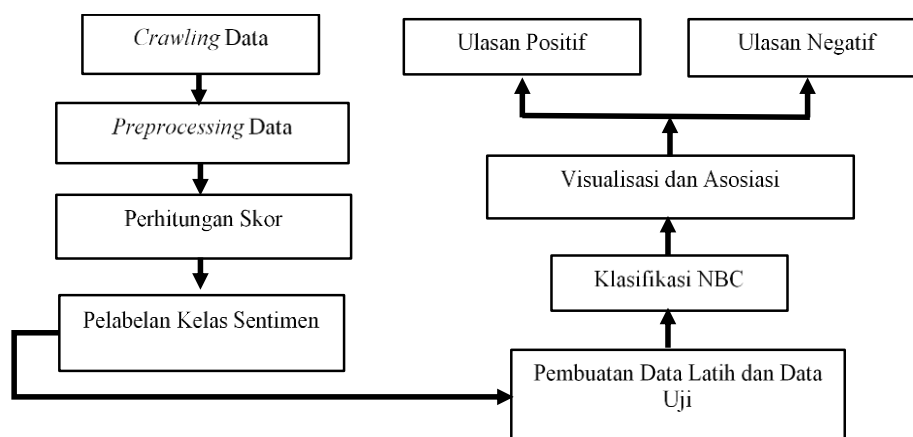 Crawling Data
Preprocessing Data
Perhitungan Skor
Pelabelan Kelas Sentimen
Pembuatan Data Latih dan Data
Uji
Klasifikasi NBC
Visualisasi dan Asosiasi
Ulasan Positif
Ulasan Negatif